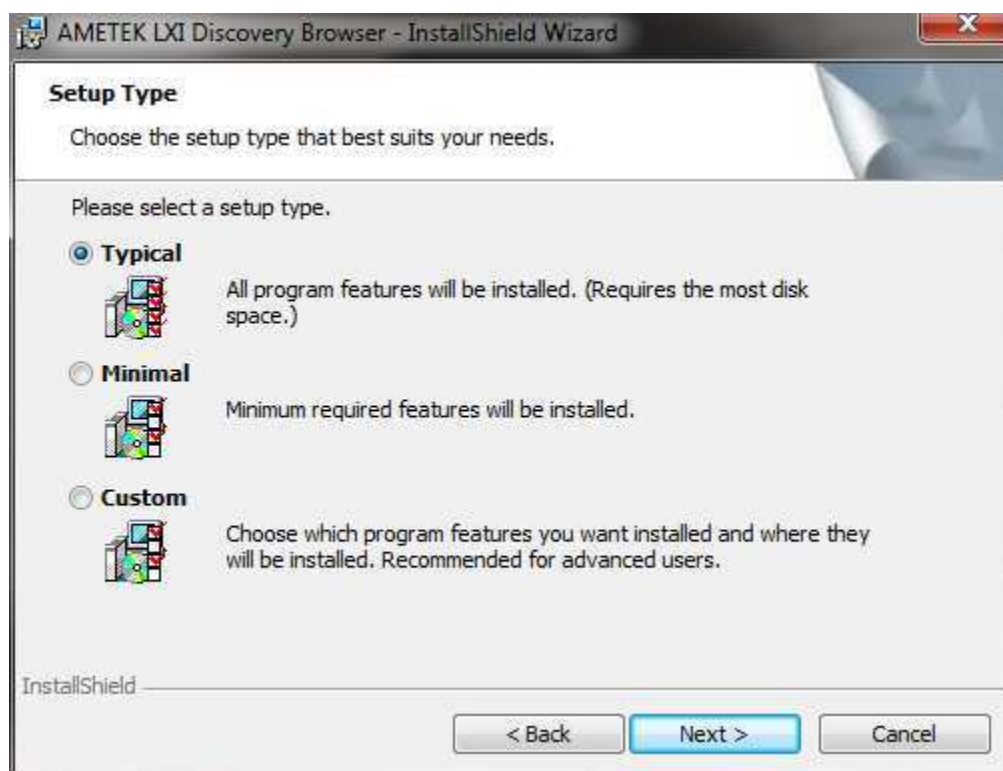 AMETEK LXI Discovery Browser - InstallShield Wizard
Setup Type
Choose the setup type that best suits your needs.
Please select a setup type.
Typical
All program features will be installed. (Requires the most disk
space.)
Minimal
Minimum required features will be installed.
Custom
Choose which program features you want installed and where they
will be installed. Recommended for advanced users.
InstallShield
< Back
Next >
Cancel